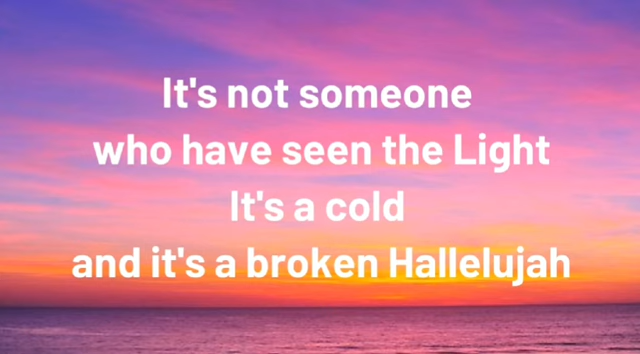 It's not someone
who have seen the Light
It's a cold
and it's a broken Hallelujah